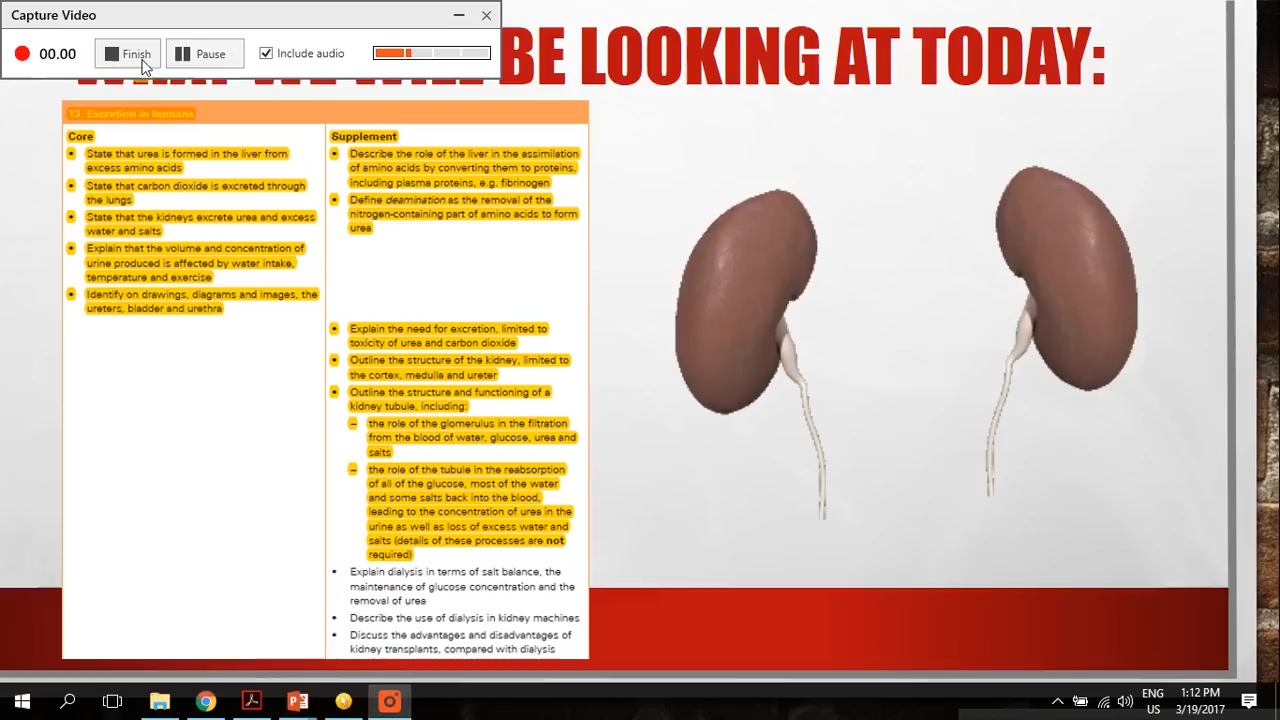 Capture Video
00.00
Finish
Pause
Include audio
BE LOOKING AT TODAY:
13. Excretion in humans
Core
• State that urea is formed in the liver from
excess amino acids
• State that carbon dioxide is excreted through
the lungs
• State that the kidneys excrete urea and excess
water and salts
• Explain that the volume and concentration of
urine produced is affected by water intake,
temperature and exercise
• Identify on drawings, diagrams and images, the
ureters, bladder and urethra
Supplement
• Describe the role of the liver in the assimilation
of amino acids by converting them to proteins,
including plasma proteins, e.g. fibrinogen
• Define deamination as the removal of the
nitrogen-containing part of amino acids to form
urea
• Explain the need for excretion, limited to
toxicity of urea and carbon dioxide
• Outline the structure of the kidney, limited to
the cortex, medulla and ureter
• Outline the structure and functioning of a
kidney tubule, including:
– the role of the glomerulus in the filtration
from the blood of water, glucose, urea and
salts
– the role of the tubule in the reabsorption
of all of the glucose, most of the water
and some salts back into the blood,
leading to the concentration of urea in the
urine as well as loss of excess water and
salts (details of these processes are not
required)
• Explain dialysis in terms of salt balance, the
maintenance of glucose concentration and the
removal of urea
• Describe the use of dialysis in kidney machines
• Discuss the advantages and disadvantages of
kidney transplants, compared with dialysis
ENG
US
1:12 PM
3/19/2017